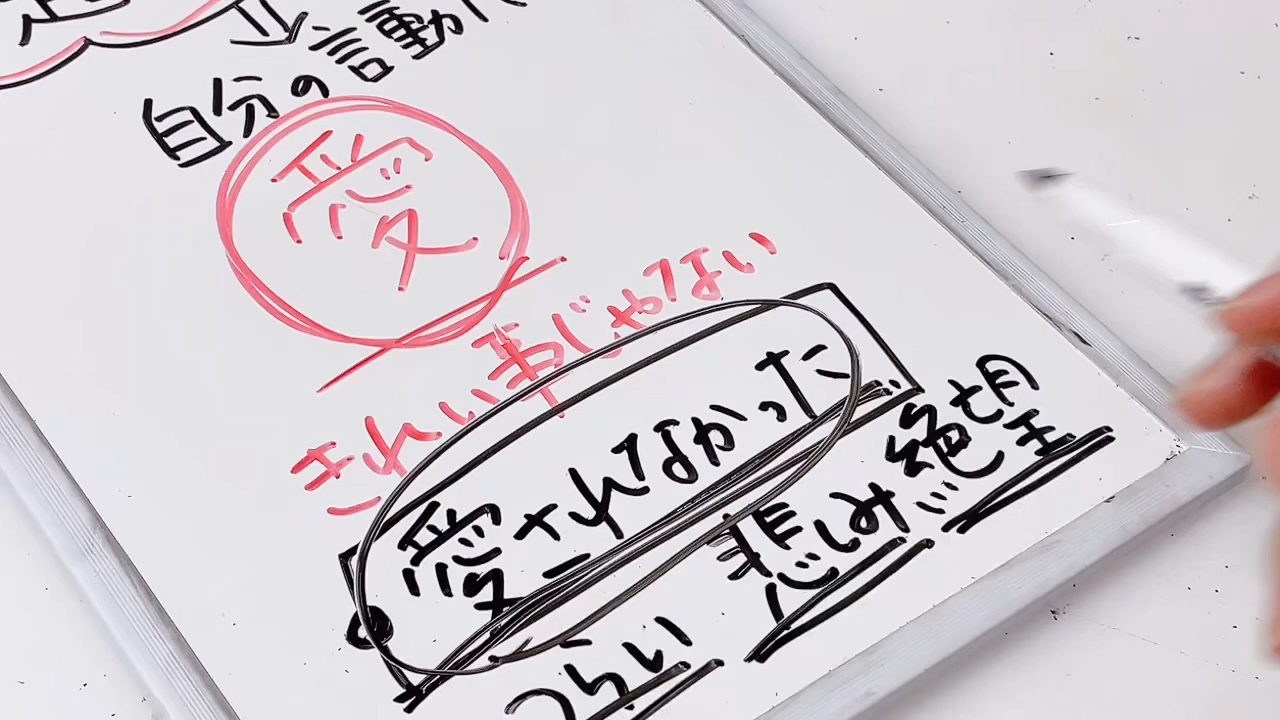 自分の言動
愛
きれい事じゃない
愛されてなかった
悲しみ 絶望
つらい